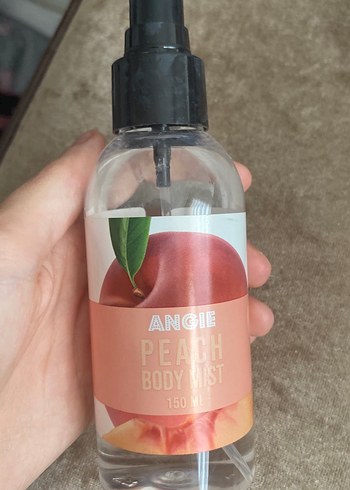 ANGIE
PEACH
BODY MIST
150 ML